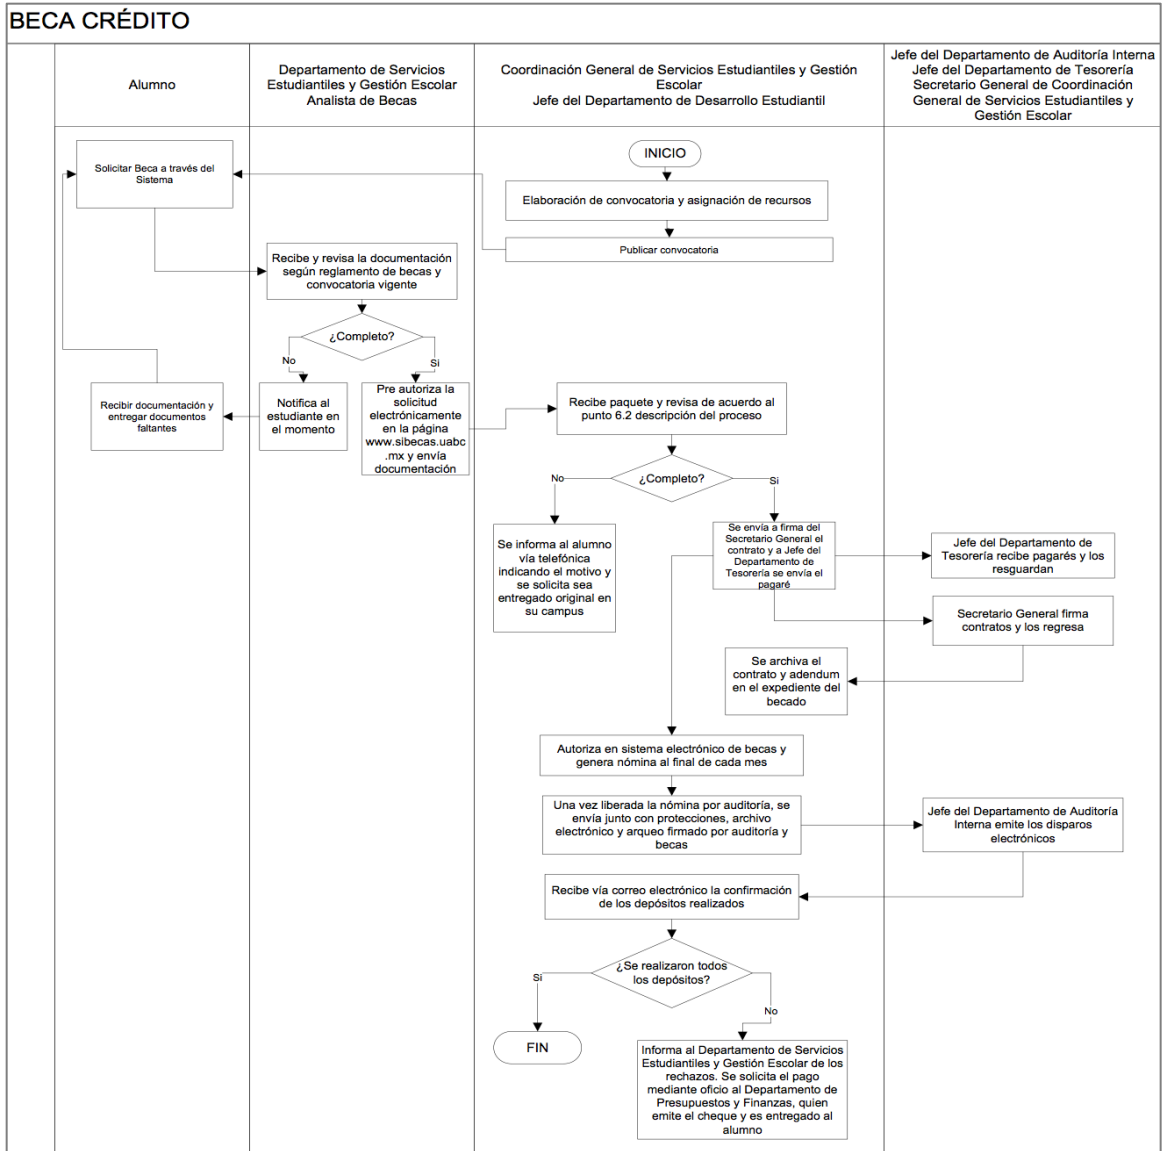 BECA CRÉDITO
Alumno
Departamento de Servicios
Estudiantiles y Gestión Escolar
Analista de Becas
Coordinación General de Servicios Estudiantiles y Gestión
Escolar
Jefe del Departamento de Desarrollo Estudiantil
Jefe del Departamento de Auditoría Interna
Jefe del Departamento de Tesorería
Secretario General de Coordinación
General de Servicios Estudiantiles y
Gestión Escolar
INICIO
Solicitar Beca a través del
Sistema
Elaboración de convocatoria y asignación de recursos
Publicar convocatoria
Recibe y revisa la documentación
según reglamento de becas y
convocatoria vigente
¿Completo?
No
Si
Recibir documentación y
entregar documentos
faltantes
Notifica al
estudiante en
el momento
Pre autoriza la
solicitud
electrónicamente
en la página
www.sibecas.uabc
.mx y envía
documentación
Recibe paquete y revisa de acuerdo al
punto 6.2 descripción del proceso
¿Completo?
No
Si
Se informa al alumno
vía telefónica
indicando el motivo y
se solicita sea
entregado original en
su campus
Se envía a firma del
Secretario General el
contrato y a Jefe del
Departamento de
Tesorería se envía el
pagaré
Jefe del Departamento de
Tesorería recibe pagarés y los
resguardan
Secretario General firma
contratos y los regresa
Se archiva el
contrato y adendum
en el expediente del
becado
Autoriza en sistema electrónico de becas y
genera nómina al final de cada mes
Una vez liberada la nómina por auditoría, se
envía junto con protecciones, archivo
electrónico y arqueo firmado por auditoría y
becas
Jefe del Departamento de Auditoría
Interna emite los disparos
electrónicos
Recibe vía correo electrónico la confirmación
de los depósitos realizados
¿Se realizaron todos
los depósitos?
Si
No
FIN
Informa al Departamento de Servicios
Estudiantiles y Gestión Escolar de los
rechazos. Se solicita el pago
mediante oficio al Departamento de
Presupuestos y Finanzas, quien
emite el cheque y es entregado al
alumno